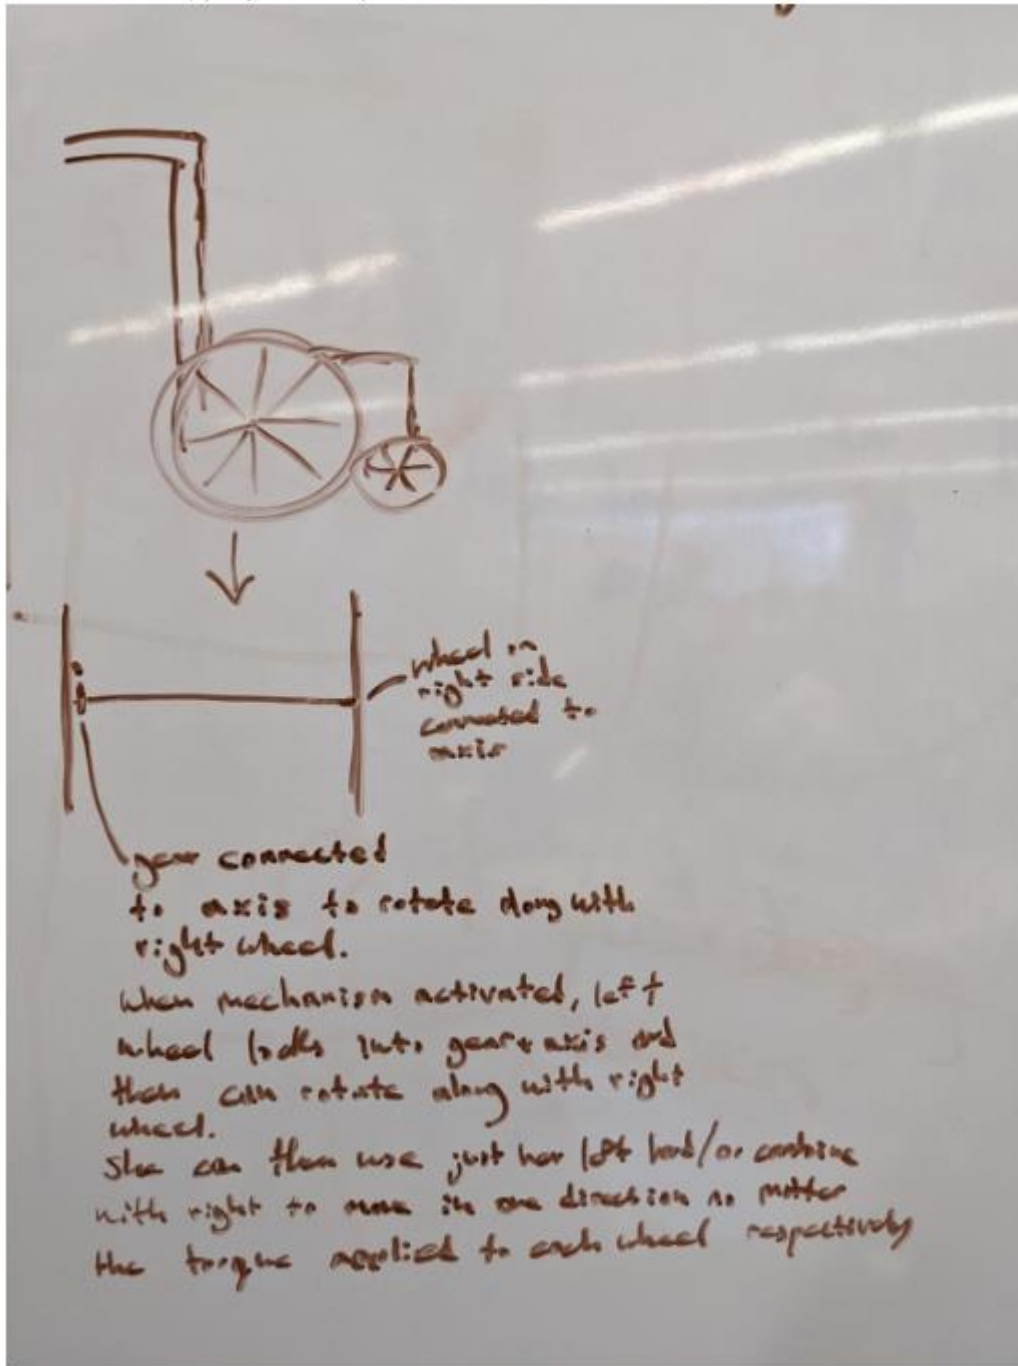 wheel on
right side
connected to
axis
gear connected
to axis to rotate along with
right wheel.
When mechanism activated, left
wheel locks into gear+axis and
then can rotate along with right
wheel.
She can then use just her left hand/or combine
with right to move in one direction no matter
the torque applied to each wheel respectively